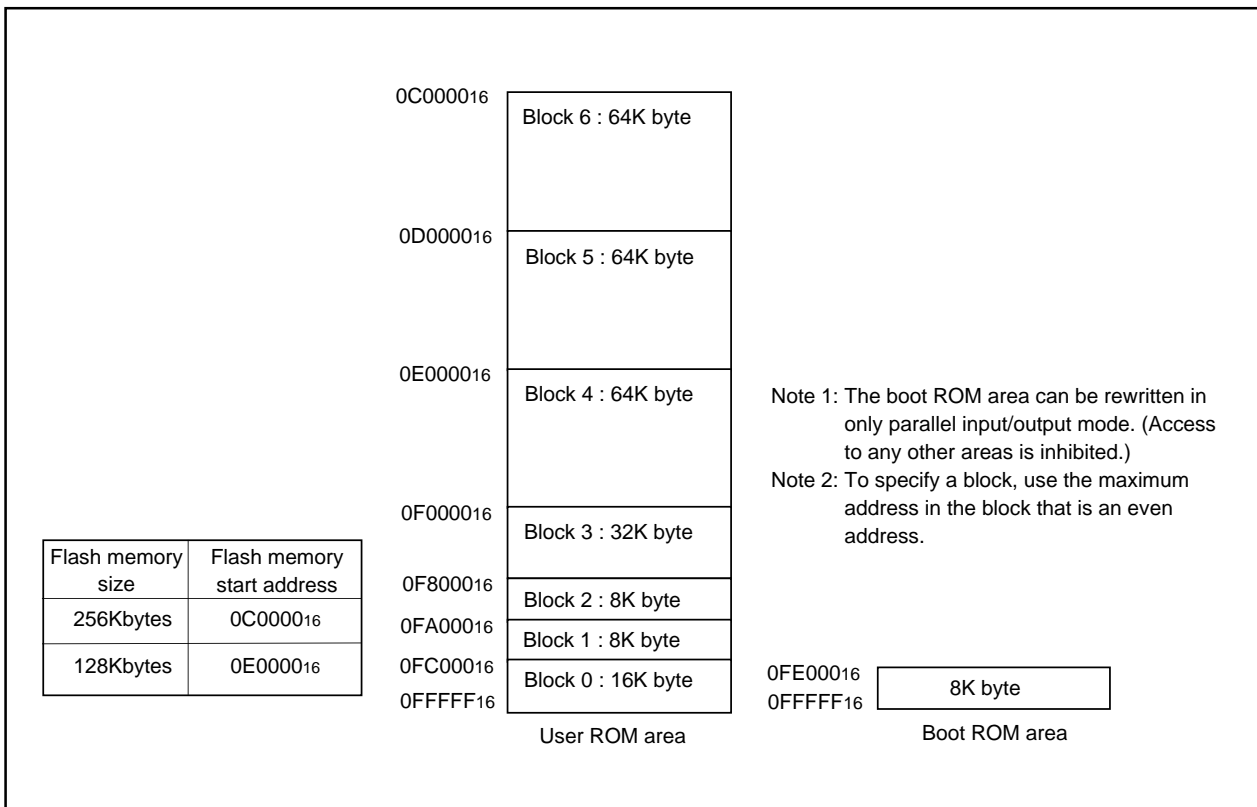 0C000016
Block 6 : 64K byte
0D000016
Block 5 : 64K byte
0E000016
Block 4 : 64K byte
0F000016
Block 3 : 32K byte
0F800016
Block 2 : 8K byte
0FA00016
Block 1 : 8K byte
0FC00016
Block 0 : 16K byte
0FFFFF16
User ROM area
Note 1: The boot ROM area can be rewritten in
only parallel input/output mode. (Access
to any other areas is inhibited.)
Note 2: To specify a block, use the maximum
address in the block that is an even
address.
Flash memory size
Flash memory start address
256Kbytes 0C000016
128Kbytes 0E000016
0FE00016
8K byte
0FFFFF16
Boot ROM area